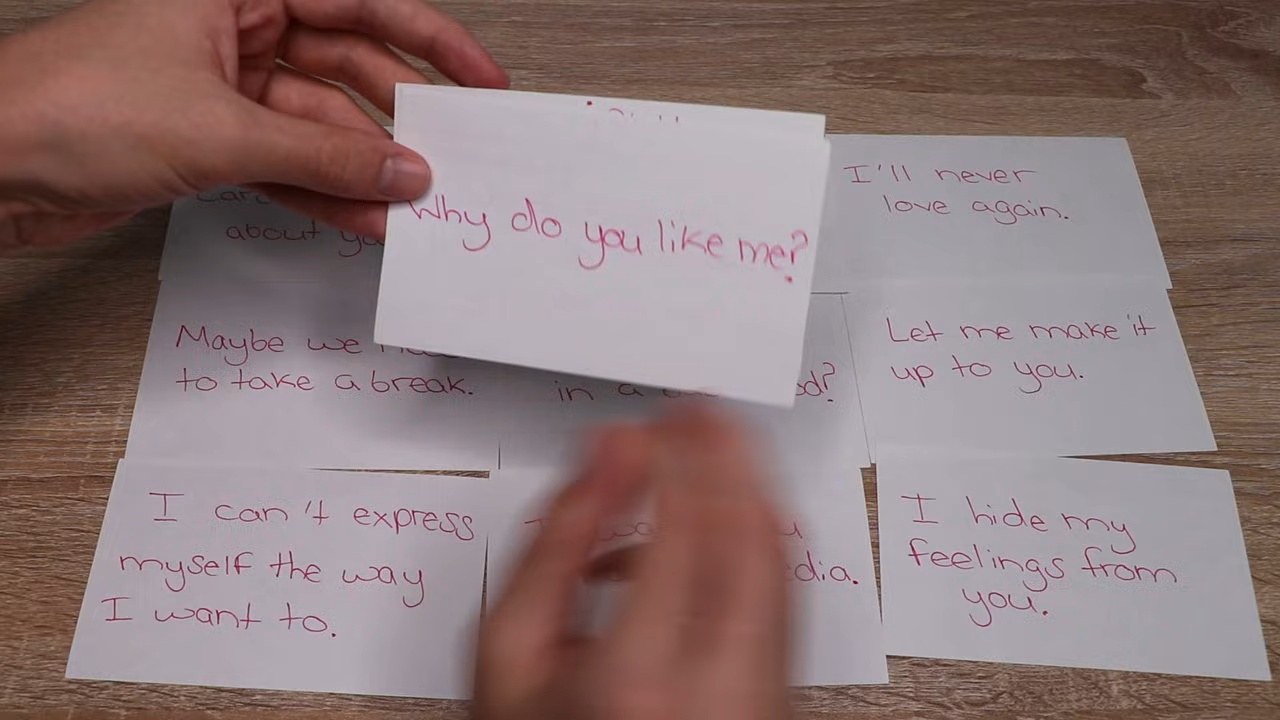 Why do you like me?
about
I'll never
love again.
Maybe we
to take a break.
in a
Let me make it
up to you.
I can't express
myself the way
I want to.
I hide my
feelings from
you.